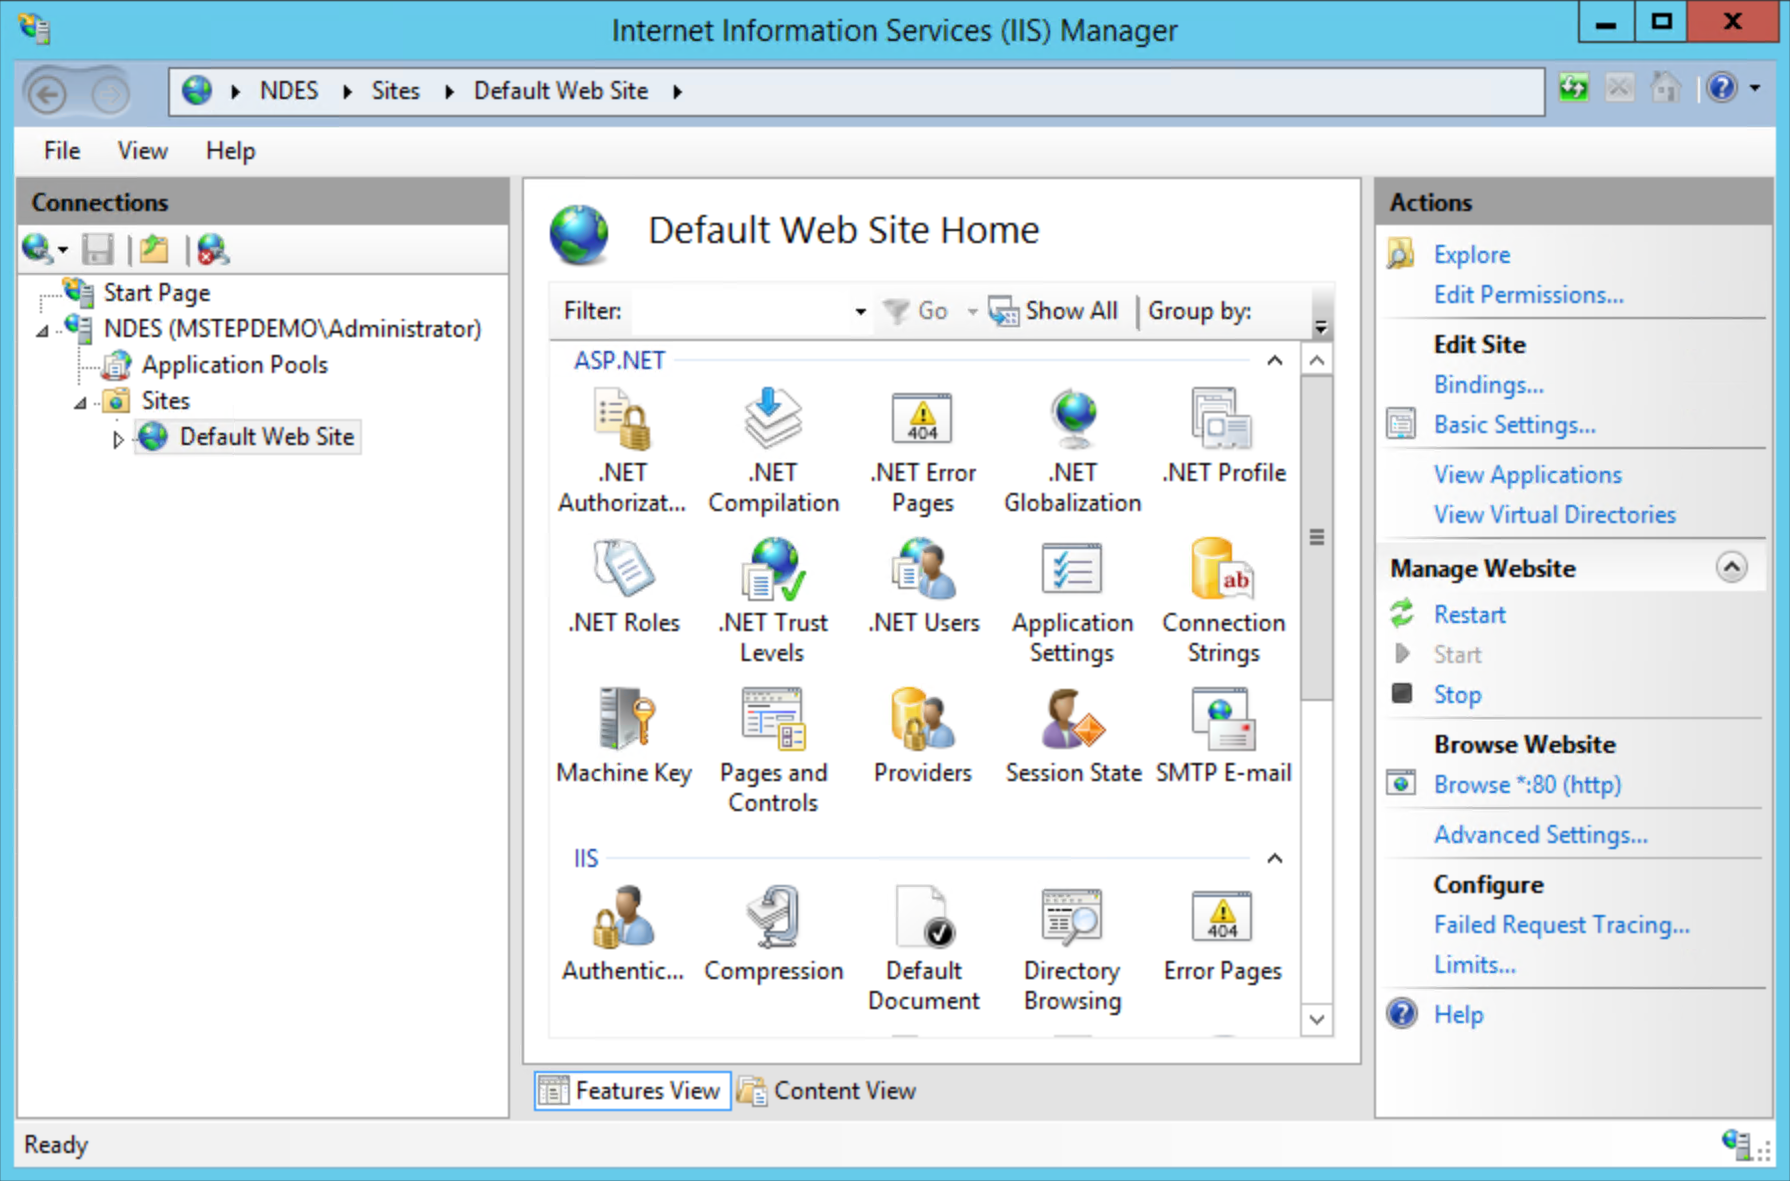 Internet Information Services (IIS) Manager
NDES Sites Default Web Site
File View Help
Connections
Start Page
NDES (MSTEPDEMO\Administrator)
Application Pools
Sites
Default Web Site
Default Web Site Home
Filter: Go Show All Group by:
ASP.NET
.NET Authorizat...
.NET Compilation
.NET Error Pages
.NET Globalization
.NET Profile
.NET Roles
.NET Trust Levels
.NET Users
Application Settings
Connection Strings
ab
404
Machine Key
Pages and Controls
Providers
Session State
SMTP E-mail
IIS
Authentic...
Compression
Default Document
Directory Browsing
404
Error Pages
Features View Content View
Actions
Explore
Edit Permissions...
Edit Site
Bindings...
Basic Settings...
View Applications
View Virtual Directories
Manage Website
Restart
Start
Stop
Browse Website
Browse *:80 (http)
Advanced Settings...
Configure
Failed Request Tracing...
Limits...
Help
Ready